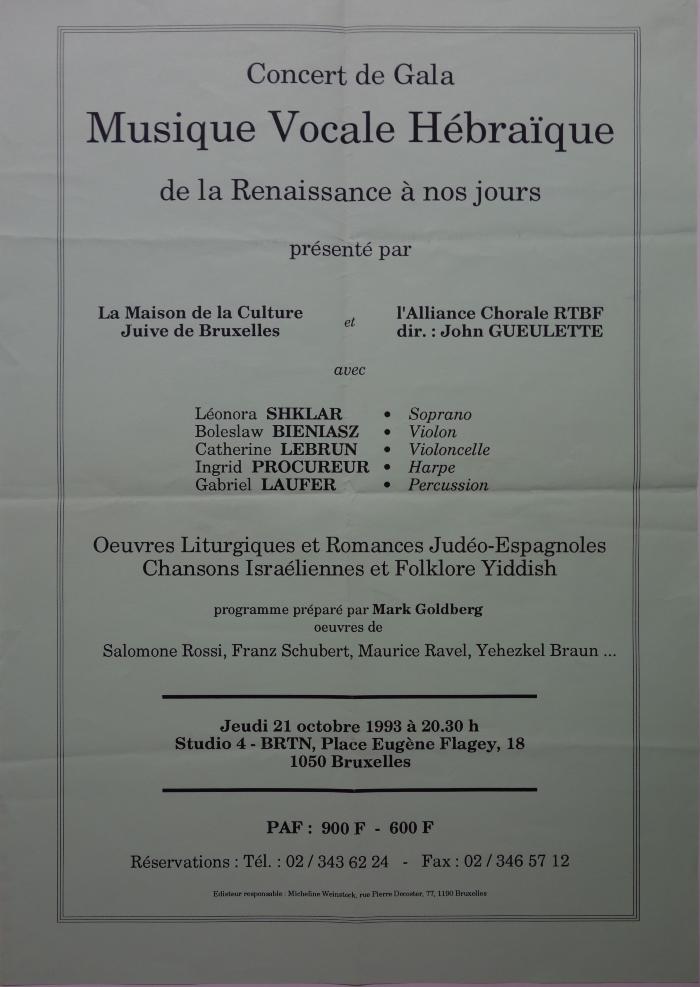 Concert de Gala
Musique Vocale Hébraïque
de la Renaissance à nos jours
présenté par
La Maison de la Culture
Juive de Bruxelles
et
l'Alliance Chorale RTBF
dir. : John GUEULETTE
avec
Léonora SHKLAR • Soprano
Boleslaw BIENIASZ • Violon
Catherine LEBRUN • Violoncelle
Ingrid PROCUREUR • Harpe
Gabriel LAUFER • Percussion
Oeuvres Liturgiques et Romances Judéo-Espagnoles
Chansons Israéliennes et Folklore Yiddish
programme préparé par Mark Goldberg
oeuvres de
Salomone Rossi, Franz Schubert, Maurice Ravel, Yehezkel Braun ...
Jeudi 21 octobre 1993 à 20.30 h
Studio 4 - BRTN, Place Eugène Flagey, 18
1050 Bruxelles
PAF : 900 F - 600 F
Réservations : Tél. : 02 / 343 62 24 - Fax : 02 / 346 57 12
Editeur responsable : Micheline Weinstock, rue Pierre Decoster, 77, 1190 Bruxelles